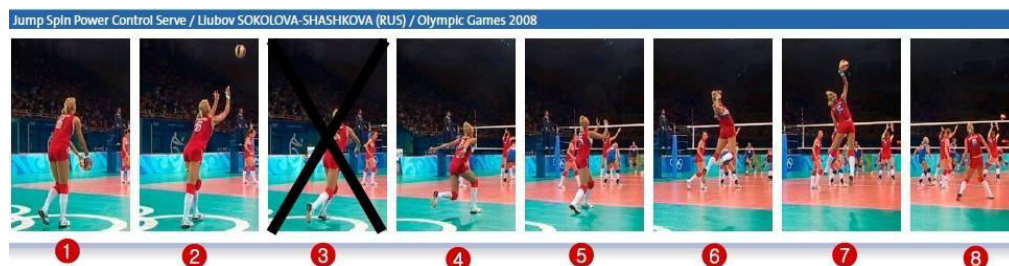 Jump Spin Power Control Serve / Liubov SOKOLOVA-SHASHKOVA (RUS) / Olympic Games 2008
1 2 3 4 5 6 7 8